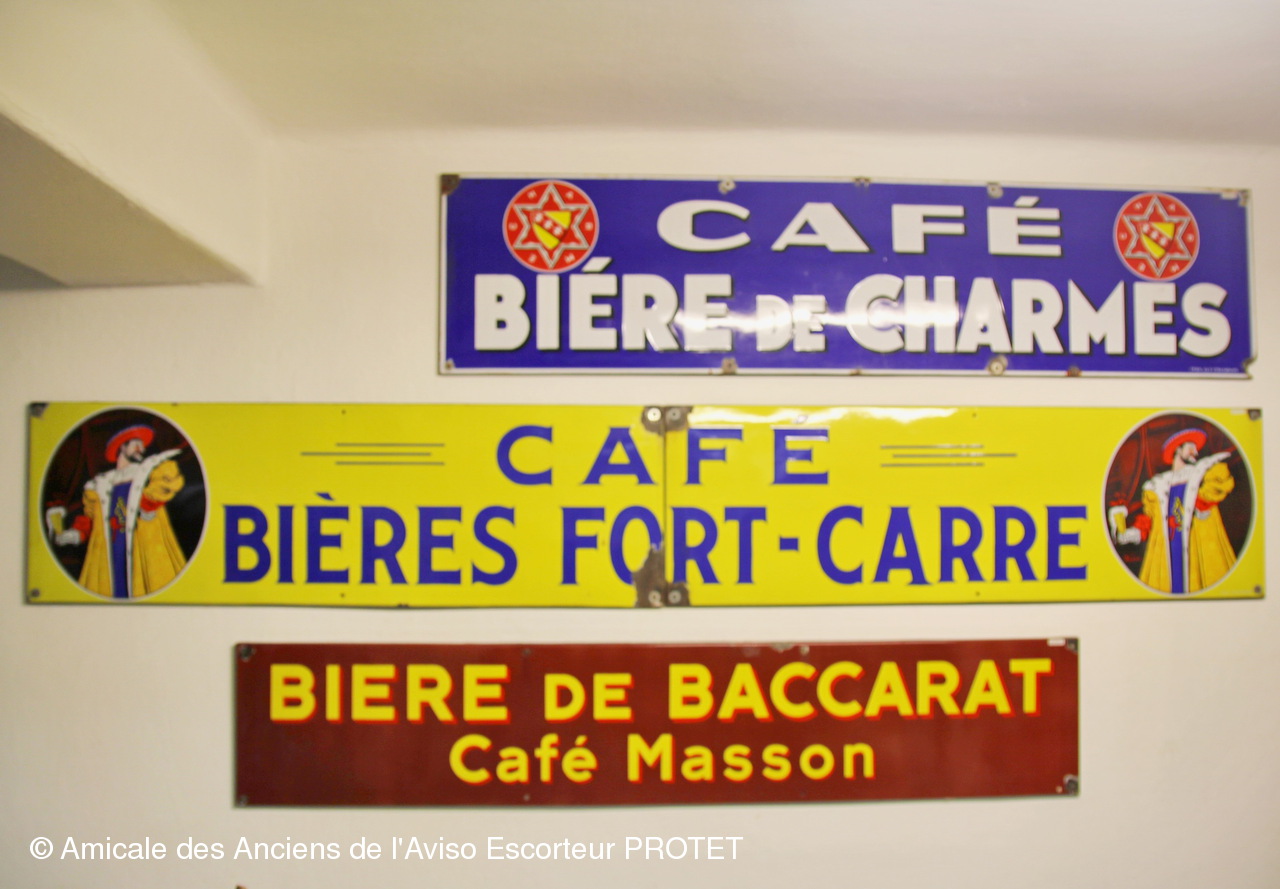 CAFÉ
BIÉRE DE CHARMES
CAFÉ
BIÈRES FORT-CARRE
BIERE DE BACCARAT
Café Masson
© Amicale des Anciens de l'Aviso Escorteur PROTET